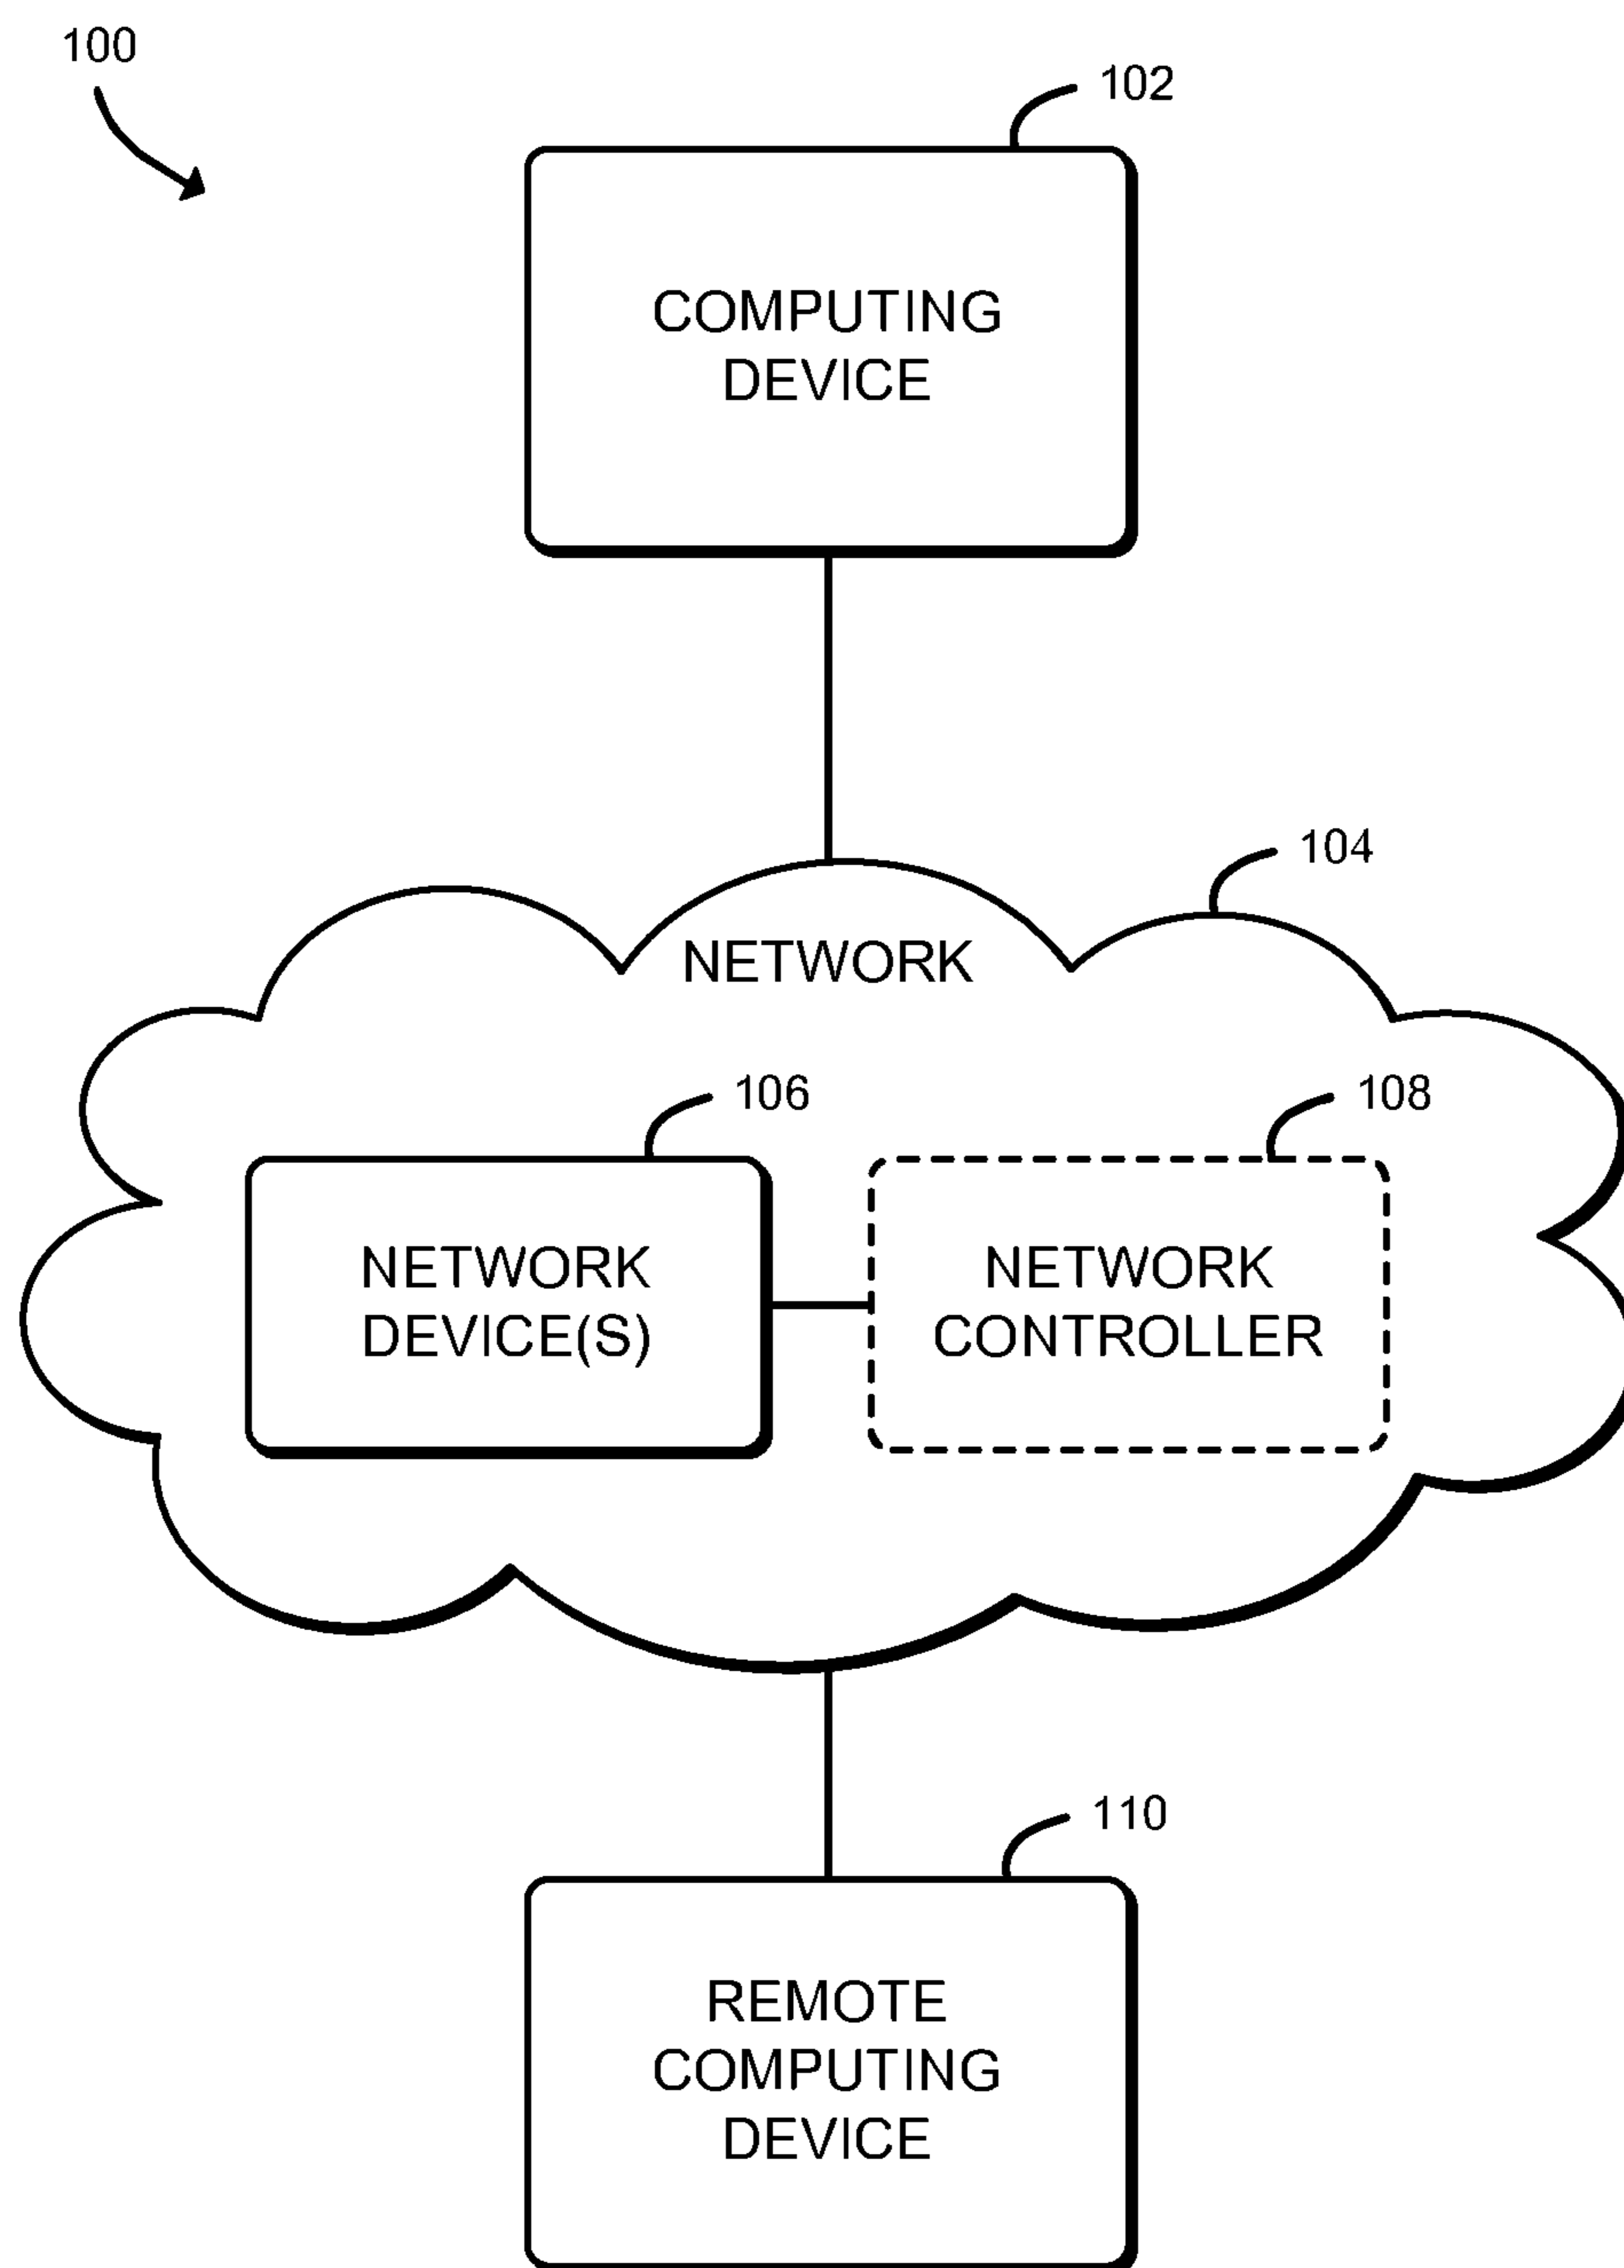 100
102
COMPUTING
DEVICE
104
NETWORK
106
108
NETWORK
DEVICE(S)
NETWORK
CONTROLLER
110
REMOTE
COMPUTING
DEVICE